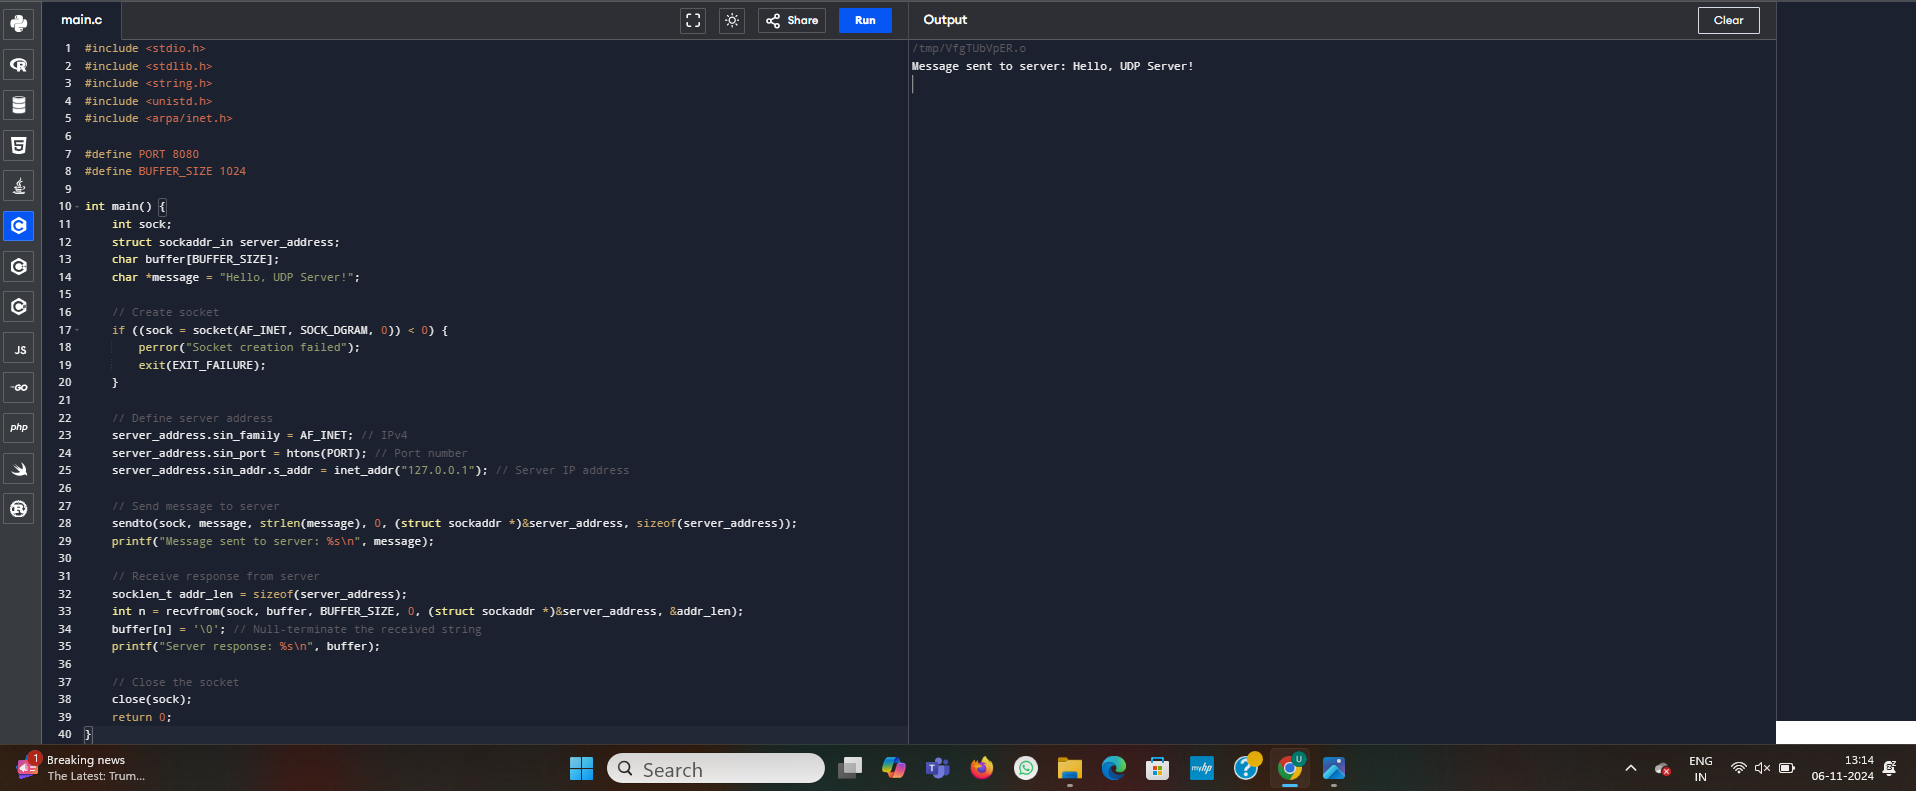 main.c
Share
Run
Output
Clear
1 #include <stdio.h>
2 #include <stdlib.h>
3 #include <string.h>
4 #include <unistd.h>
5 #include <arpa/inet.h>
6
7 #define PORT 8080
8 #define BUFFER_SIZE 1024
9
10 int main() {
11     int sock;
12     struct sockaddr_in server_address;
13     char buffer[BUFFER_SIZE];
14     char *message = "Hello, UDP Server!";
15
16     // Create socket
17     if ((sock = socket(AF_INET, SOCK_DGRAM, 0)) < 0) {
18         perror("Socket creation failed");
19         exit(EXIT_FAILURE);
20     }
21
22     // Define server address
23     server_address.sin_family = AF_INET; // IPv4
24     server_address.sin_port = htons(PORT); // Port number
25     server_address.sin_addr.s_addr = inet_addr("127.0.0.1"); // Server IP address
26
27     // Send message to server
28     sendto(sock, message, strlen(message), 0, (struct sockaddr *)&server_address, sizeof(server_address));
29     printf("Message sent to server: %s\n", message);
30
31     // Receive response from server
32     socklen_t addr_len = sizeof(server_address);
33     int n = recvfrom(sock, buffer, BUFFER_SIZE, 0, (struct sockaddr *)&server_address, &addr_len);
34     buffer[n] = '\0'; // Null-terminate the received string
35     printf("Server response: %s\n", buffer);
36
37     // Close the socket
38     close(sock);
39     return 0;
40 }
/tmp/VfgTUbVpER.o
Message sent to server: Hello, UDP Server!
JS
GO
php
1
Breaking news
The Latest: Trum...
Search
myhp
U
ENG
IN
13:14
06-11-2024